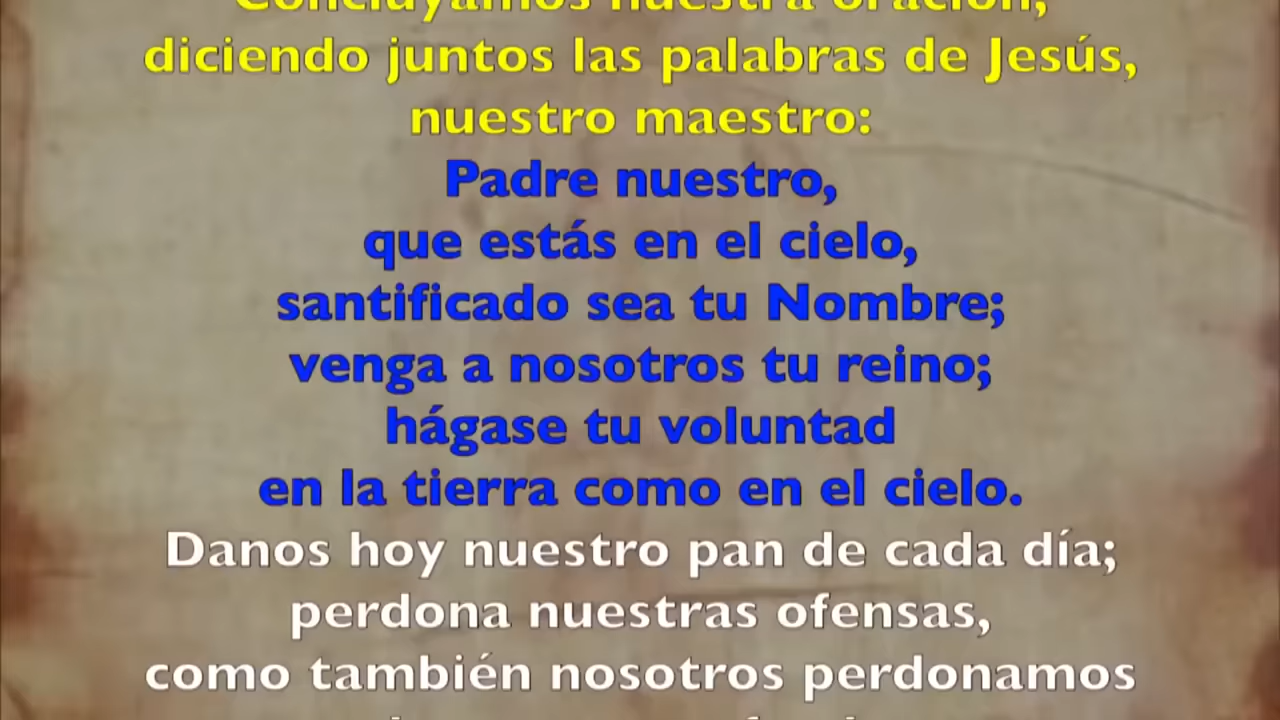 Concluyamos nuestra oración,
diciendo juntos las palabras de Jesús,
nuestro maestro:
Padre nuestro,
que estás en el cielo,
santificado sea tu Nombre;
venga a nosotros tu reino;
hágase tu voluntad
en la tierra como en el cielo.
Danos hoy nuestro pan de cada día;
perdona nuestras ofensas,
como también nosotros perdonamos